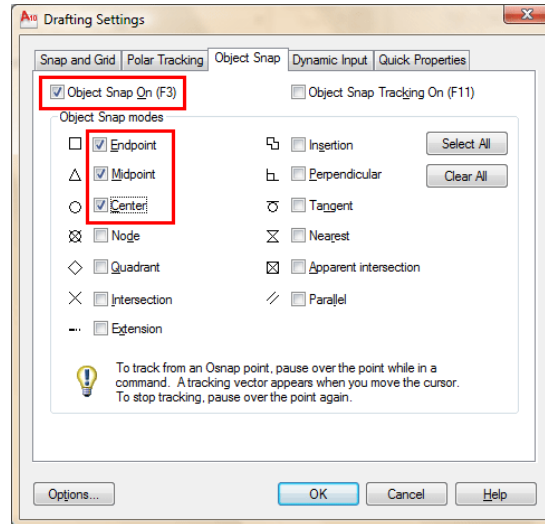 A10 Drafting Settings
Snap and Grid Polar Tracking Object Snap Dynamic Input Quick Properties
Object Snap On (F3) Object Snap Tracking On (F11)
Object Snap modes
Endpoint Insertion Select All
Midpoint Perpendicular Clear All
Center Tangent
Node Nearest
Quadrant Apparent intersection
Intersection Parallel
Extension
To track from an Osnap point, pause over the point while in a
command. A tracking vector appears when you move the cursor.
To stop tracking, pause over the point again.
Options... OK Cancel Help